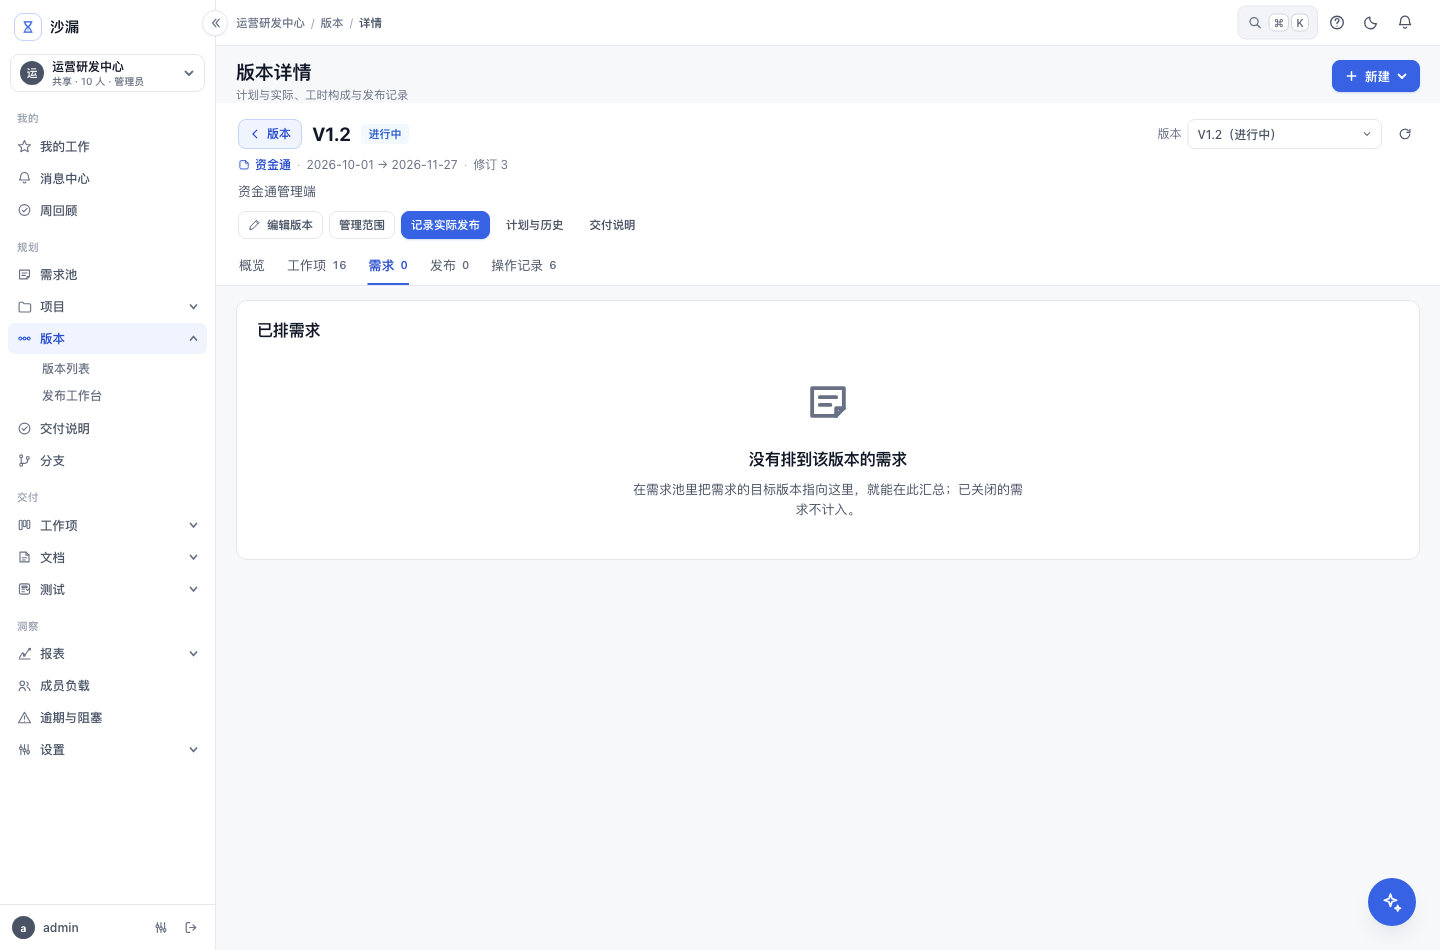 沙漏
运营研发中心 / 版本 / 详情
⌘ K
运
运营研发中心
共享 · 10 人 · 管理员
我的
我的工作
消息中心
周回顾
规划
需求池
项目
版本
版本列表
发布工作台
交付说明
分支
交付
工作项
文档
测试
洞察
报表
成员负载
逾期与阻塞
设置
a admin
版本详情
计划与实际、工时构成与发布记录
新建
版本 V1.2 进行中
版本 V1.2（进行中）
资金通 · 2026-10-01 → 2026-11-27 · 修订 3
资金通管理端
编辑版本 管理范围 记录实际发布 计划与历史 交付说明
概览 工作项 16 需求 0 发布 0 操作记录 6
已排需求
没有排到该版本的需求
在需求池里把需求的目标版本指向这里，就能在此汇总；已关闭的需
求不计入。